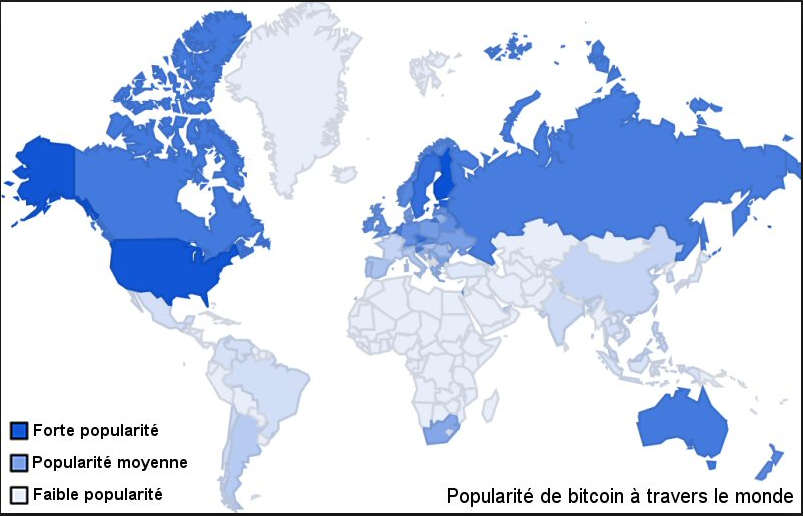 Forte popularité
Popularité moyenne
Faible popularité
Popularité de bitcoin à travers le monde